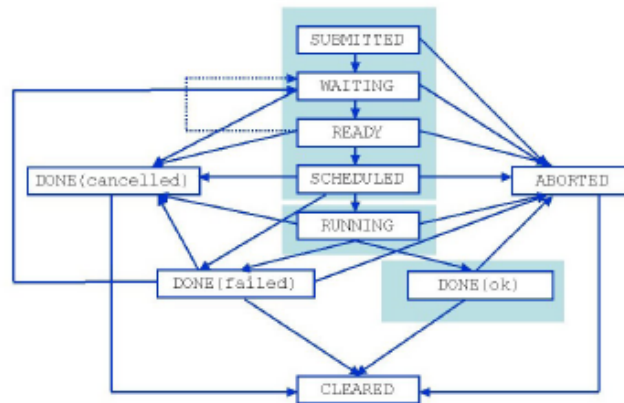 SUBMITTED
WAITING
READY
DONE(cancelled)
SCHEDULED
ABORTED
RUNNING
DONE(failed)
DONE(ok)
CLEARED